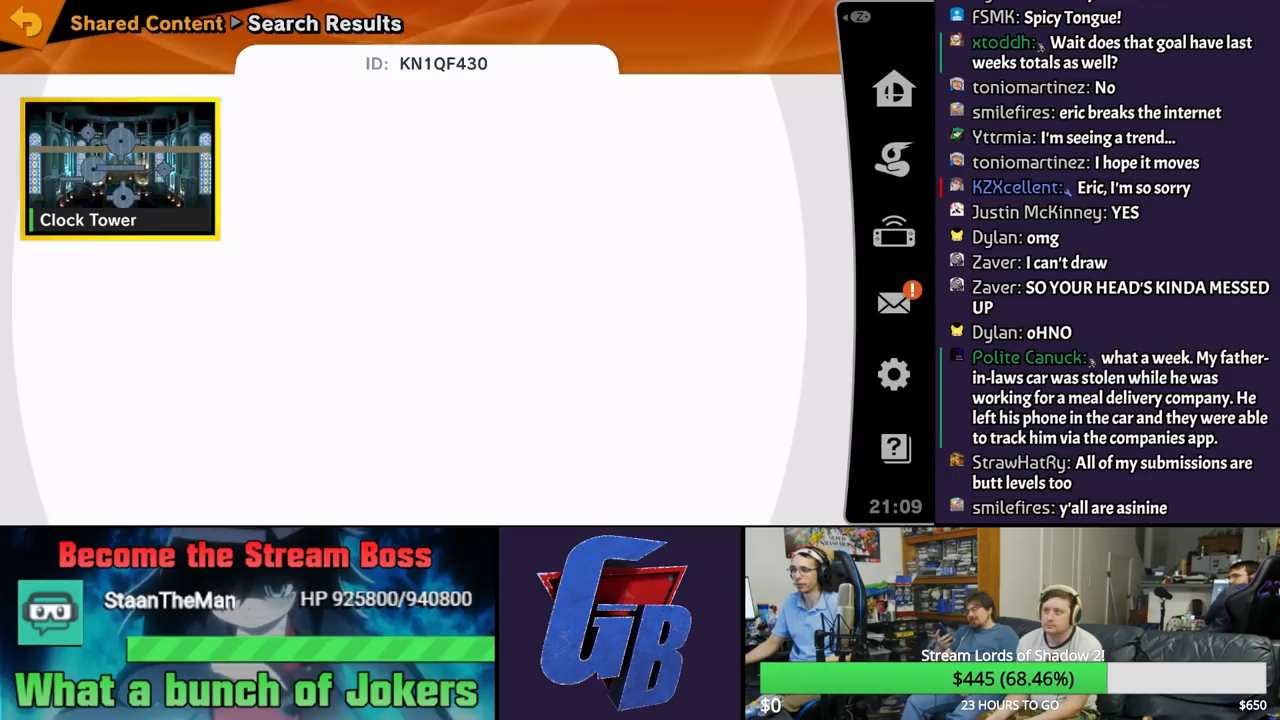 Shared Content ▶ Search Results
ID: KN1QF430
Clock Tower
Z
!
?
21:09
FSMK: Spicy Tongue!
xtoddh: Wait does that goal have last
weeks totals as well?
toniomartinez: No
smilefires: eric breaks the internet
Yttrmia: I'm seeing a trend...
toniomartinez: I hope it moves
KZXcellent: Eric, I'm so sorry
Justin McKinney: YES
Dylan: omg
Zaver: I can't draw
Zaver: SO YOUR HEAD'S KINDA MESSED
UP
Dylan: oHNO
Polite Canuck: what a week. My father-
in-laws car was stolen while he was
working for a meal delivery company. He
left his phone in the car and they were able
to track him via the companies app.
StrawHatRy: All of my submissions are
butt levels too
smilefires: y'all are asinine
Become the Stream Boss
StaanTheMan HP 925800/940800
What a bunch of Jokers
GB
Stream Lords of Shadow 2!
$445 (68.46%)
$0 23 HOURS TO GO $650